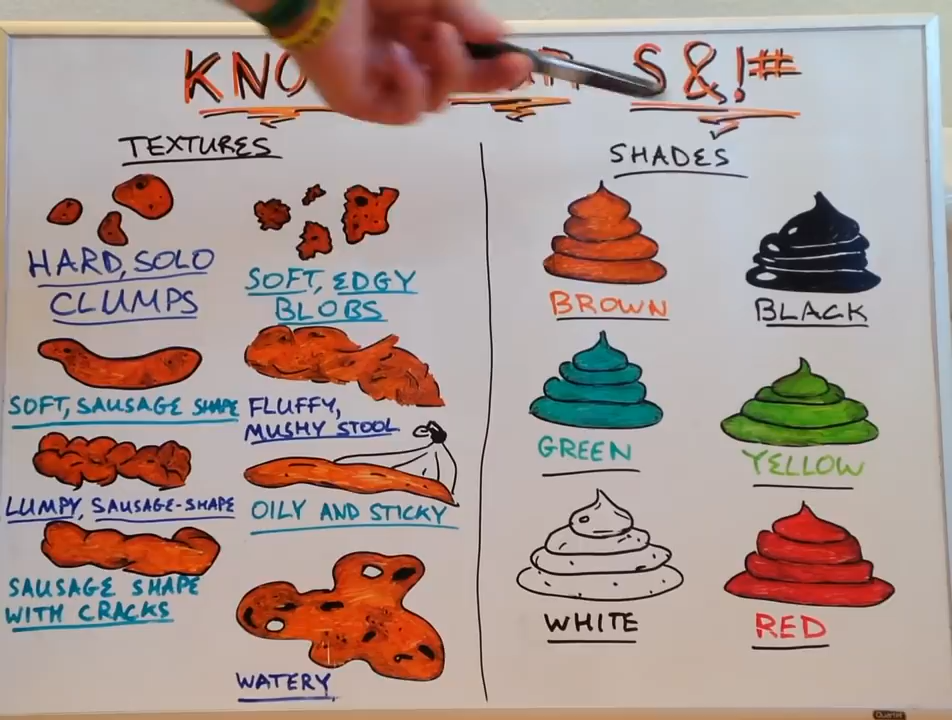 KNO
S&!#
TEXTURES
HARD, SOLO
CLUMPS
SOFT, EDGY
BLOBS
SOFT, SAUSAGE SHAPE
FLUFFY,
MUSHY STOOL
LUMPY, SAUSAGE-SHAPE
OILY AND STICKY
SAUSAGE SHAPE
WITH CRACKS
WATERY
SHADES
BROWN
BLACK
GREEN
YELLOW
WHITE
RED
Quartet